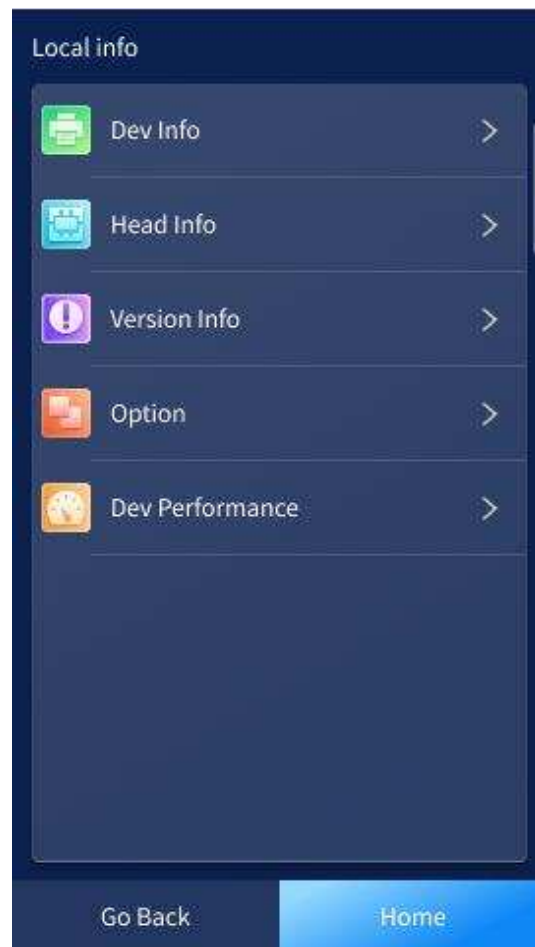 Local info
Dev Info
Head Info
Version Info
Option
Dev Performance
Go Back
Home